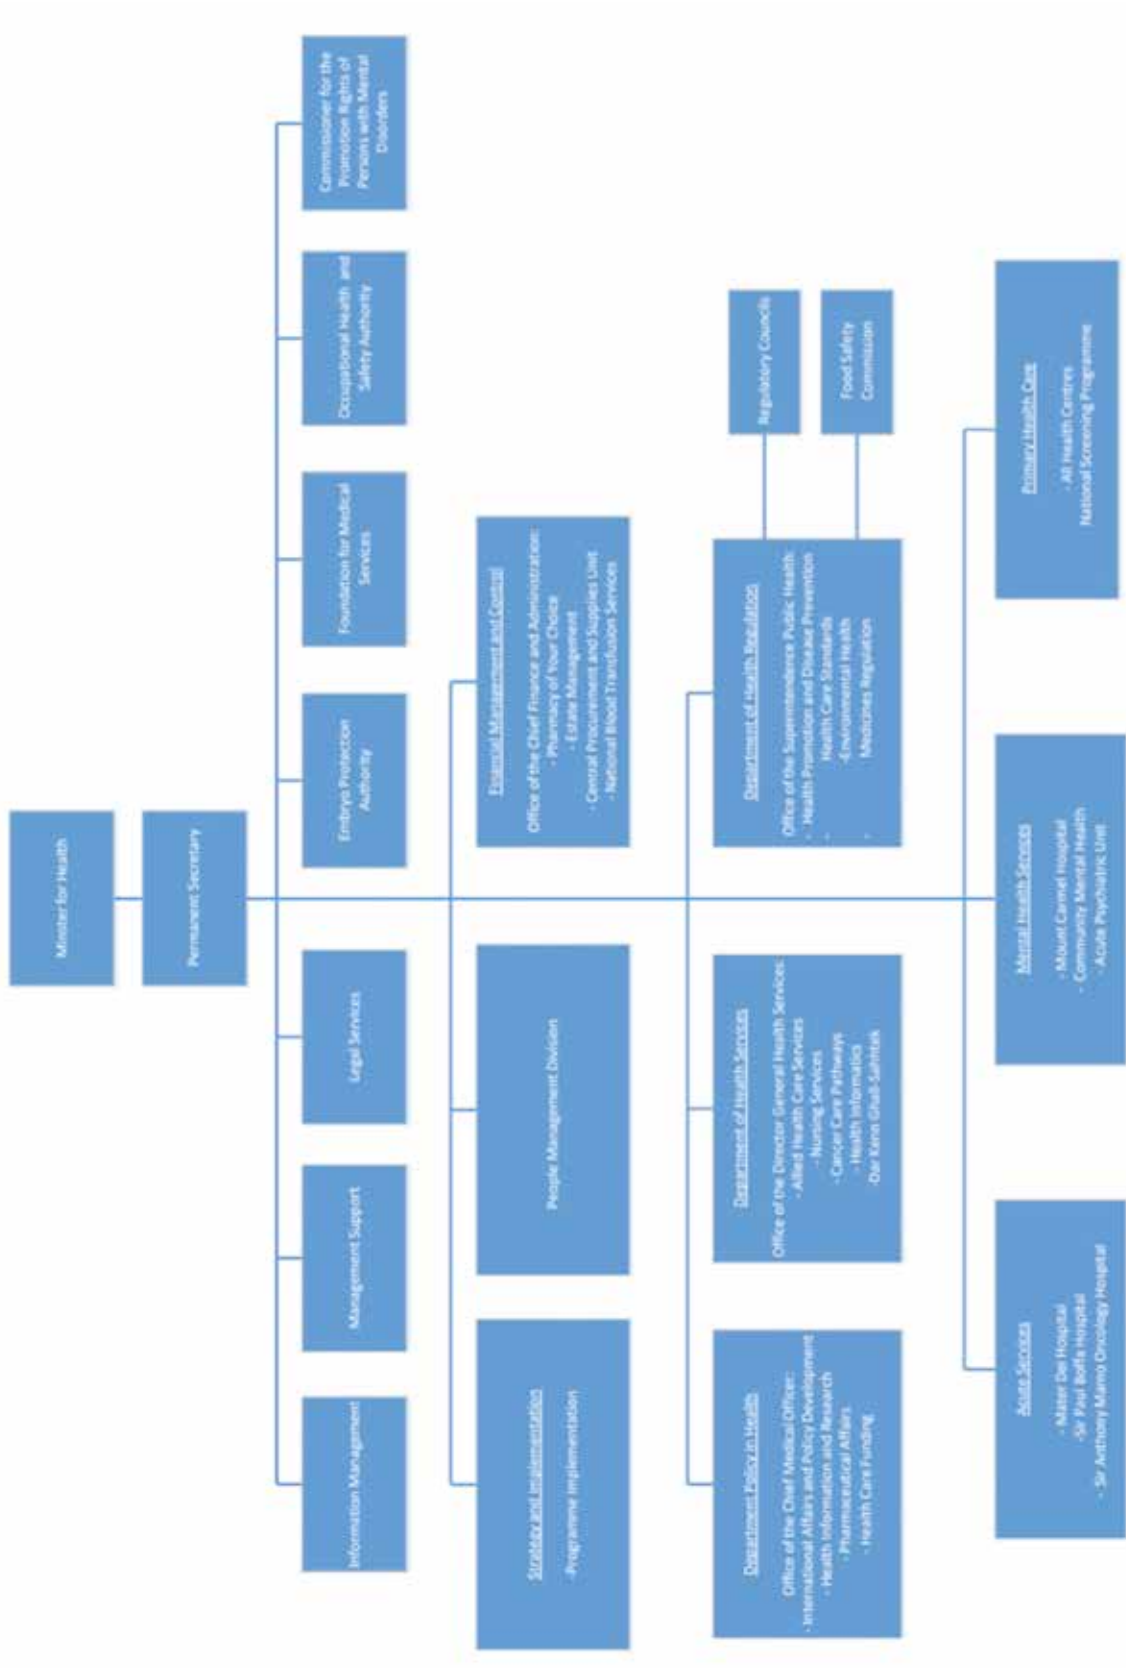 Minister for Health
Permanent Secretary
Information Management
Management Support
Legal Services
Embryo Protection
Authority
Foundation for Medical
Services
Occupational Health and
Safety Authority
Commissioner for the
Promotion Rights of
Persons with Mental
Disorders
Strategy and Implementation
-Programme Implementation
People Management Division
Financial Management and Control
Office of the Chief Finance and Administration:
- Pharmacy of Your Choice
- Estate Management
- Central Procurement and Supplies Unit
- National Blood Transfusion Services
Department Policy in Health
Office of the Chief Medical Officer:
- International Affairs and Policy Development
- Health Information and Research
- Pharmaceutical Affairs
- Health Care Funding
Department of Health Services
Office of the Director General Health Services:
- Allied Health Care Services
- Nursing Services
- Cancer Care Pathways
- Health Informatics
-Dar Kenn Għall-Saħħtek
Department of Health Regulation
Office of the Superintendence Public Health:
- Health Promotion and Disease Prevention
- Health Care Standards
-Environmental Health
- Medicines Regulation
Regulatory Councils
Food Safety
Commission
Acute Services
- Mater Dei Hospital
-Sir Paul Boffa Hospital
- Sir Anthony Mamo Oncology Hospital
Mental Health Services
- Mount Carmel Hospital
- Community Mental Health
- Acute Psychiatric Unit
Primary Health Care
- All Health Centres
National Screening Programme